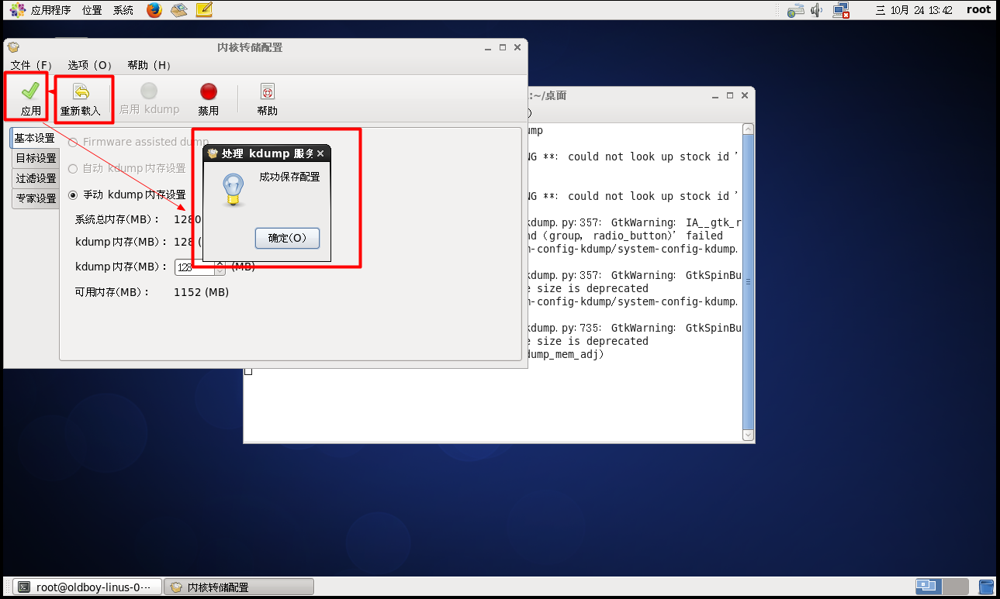 应用程序 位置 系统
三 10月 24 13:42 root
内核转储配置
文件 (F) 选项 (O) 帮助 (H)
应用 重新载入 启用 kdump 禁用 帮助
基本设置
目标设置
过滤设置
专家设置
Firmware assisted dump
自动 kdump 内存设置
手动 kdump 内存设置
系统总内存(MB): 1280
kdump 内存(MB): 128 (
kdump 内存(MB): 128 (MB)
可用内存(MB): 1152 (MB)
处理 kdump 服务
成功保存配置
确定(O)
:~/桌面
)
ump
NG **: could not look up stock id '
NG **: could not look up stock id '
kdump.py:357: GtkWarning: IA__gtk_r
nd (group, radio_button)' failed
m-config-kdump/system-config-kdump.
kdump.py:357: GtkWarning: GtkSpinBu
e size is deprecated
m-config-kdump/system-config-kdump.
kdump.py:735: GtkWarning: GtkSpinBu
e size is deprecated
dump_mem_adj)
root@oldboy-linus-0···
内核转储配置